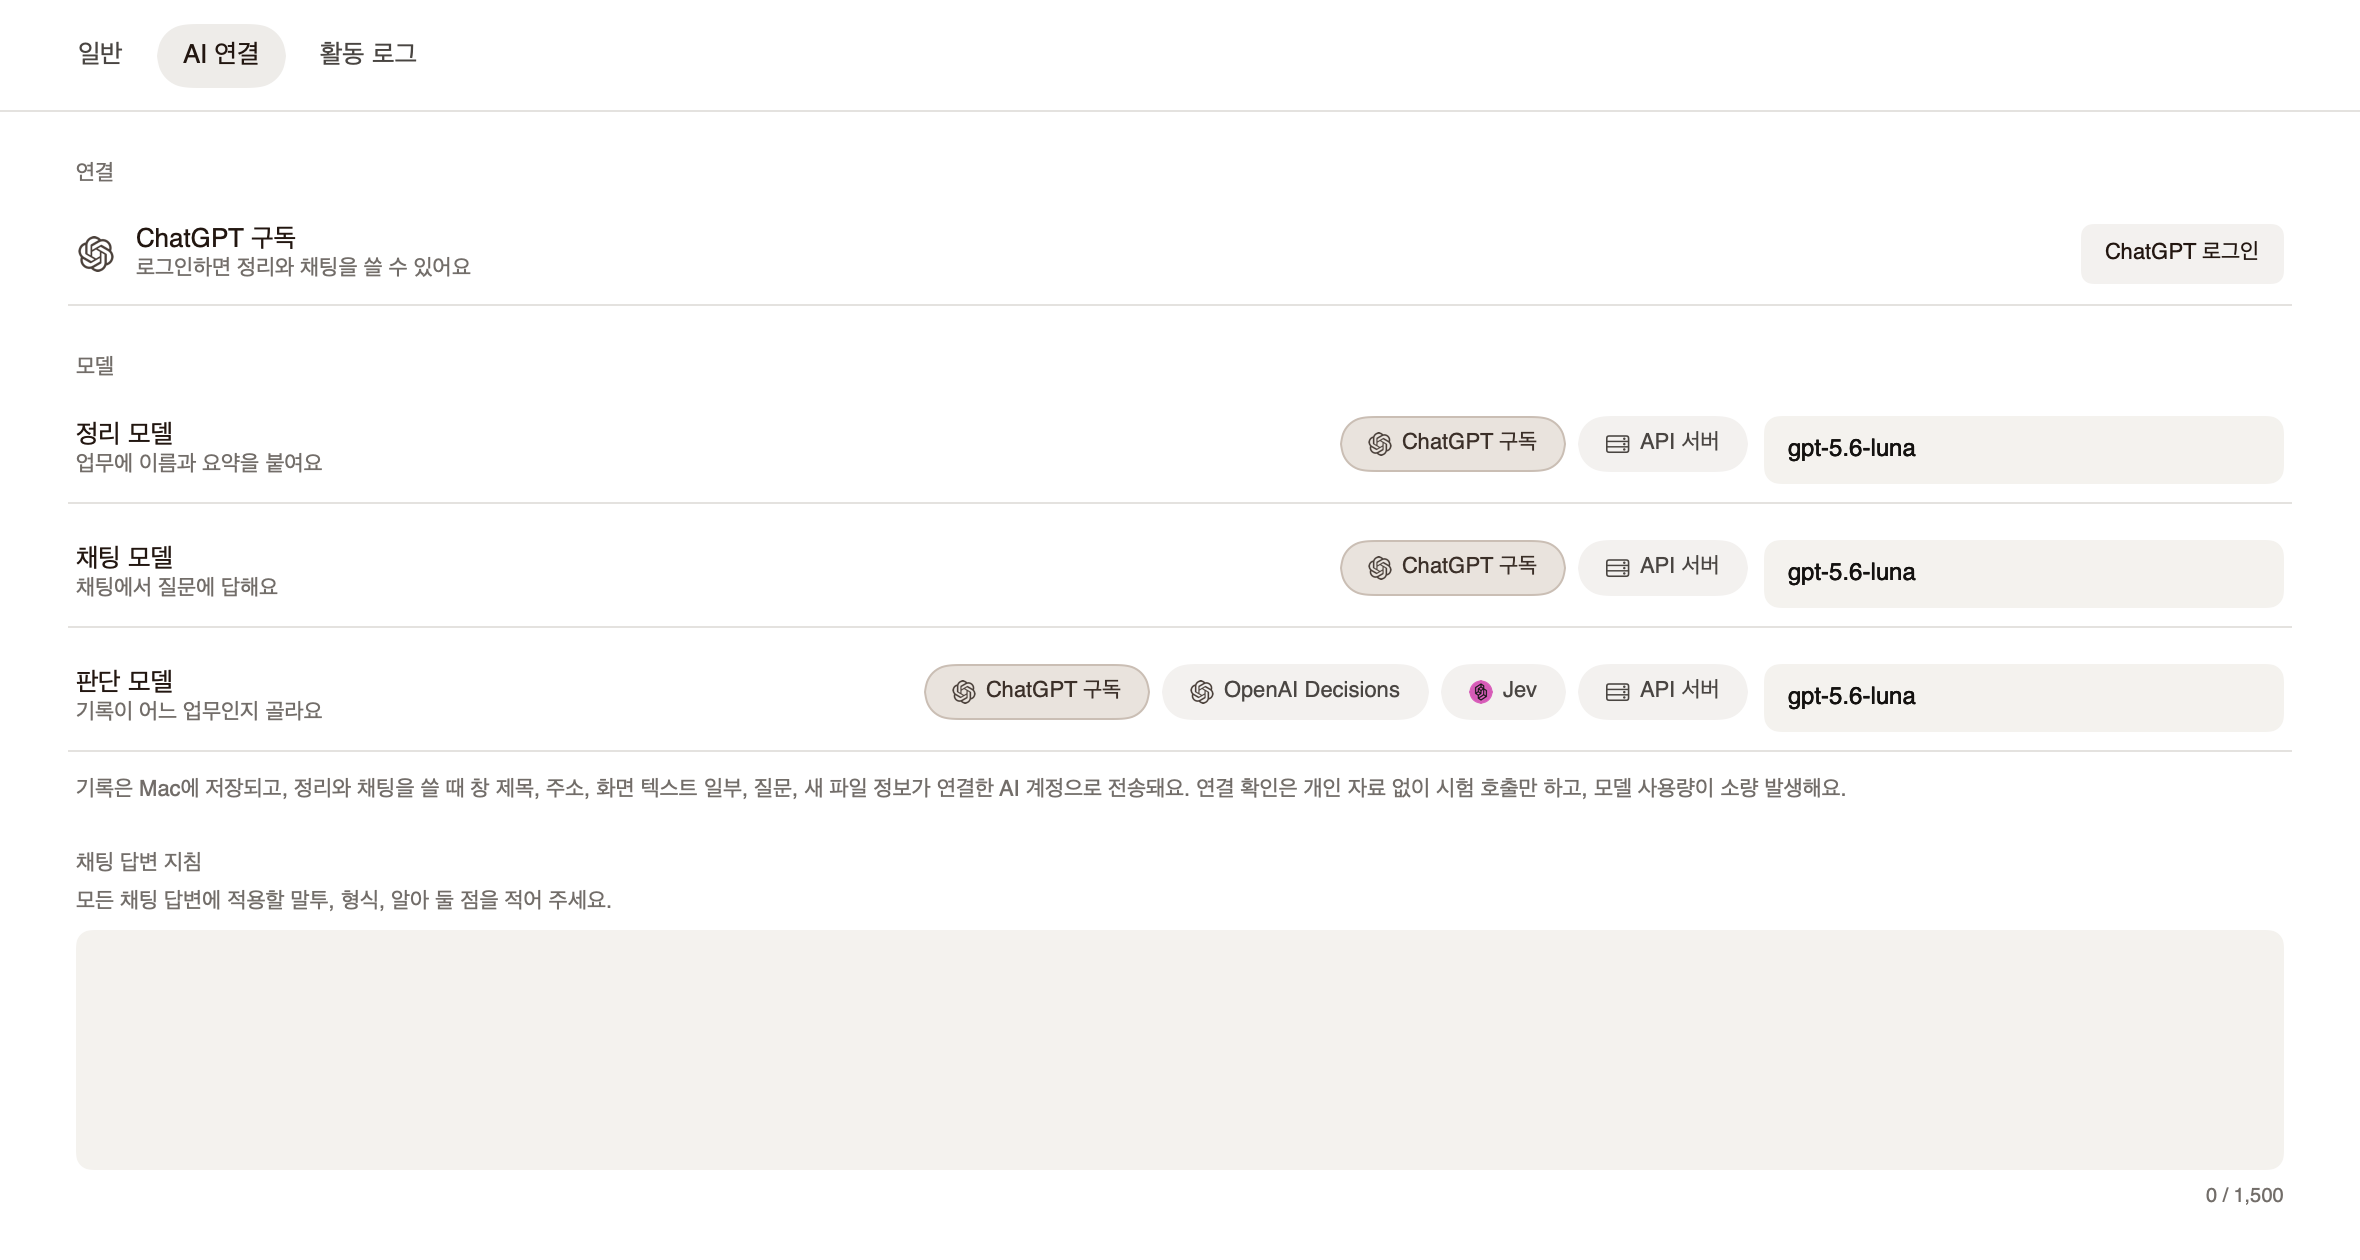 일반
AI 연결
활동 로그
연결
ChatGPT 구독
로그인하면 정리와 채팅을 쓸 수 있어요
ChatGPT 로그인
모델
정리 모델
업무에 이름과 요약을 붙여요
ChatGPT 구독
API 서버
gpt-5.6-luna
채팅 모델
채팅에서 질문에 답해요
ChatGPT 구독
API 서버
gpt-5.6-luna
판단 모델
기록이 어느 업무인지 골라요
ChatGPT 구독
OpenAI Decisions
Jev
API 서버
gpt-5.6-luna
기록은 Mac에 저장되고, 정리와 채팅을 쓸 때 창 제목, 주소, 화면 텍스트 일부, 질문, 새 파일 정보가 연결한 AI 계정으로 전송돼요. 연결 확인은 개인 자료 없이 시험 호출만 하고, 모델 사용량이 소량 발생해요.
채팅 답변 지침
모든 채팅 답변에 적용할 말투, 형식, 알아 둘 점을 적어 주세요.
0 / 1,500